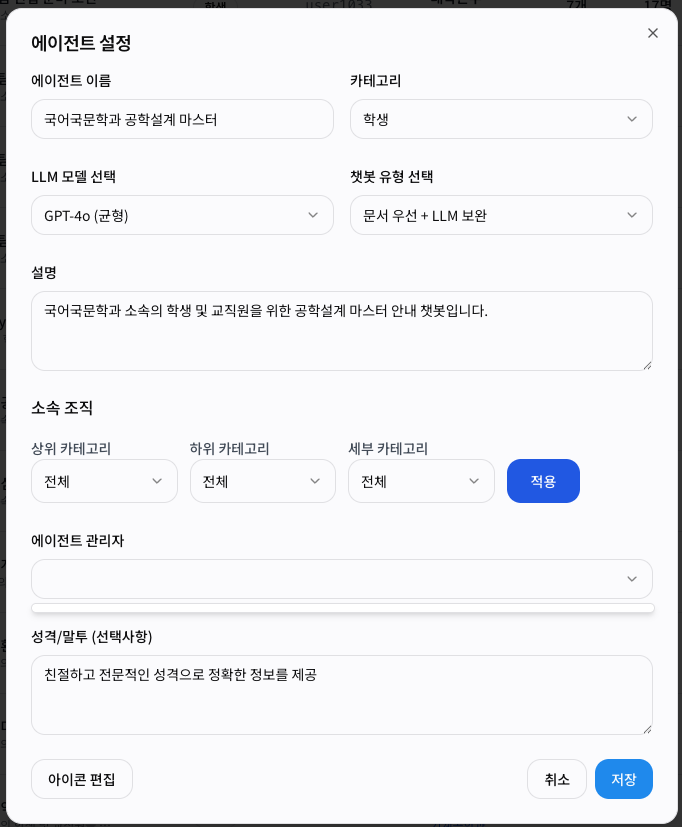 user1033
7개
17명
에이전트 설정
에이전트 이름
카테고리
국어국문학과 공학설계 마스터
학생
LLM 모델 선택
챗봇 유형 선택
GPT-4o (균형)
문서 우선 + LLM 보완
설명
국어국문학과 소속의 학생 및 교직원을 위한 공학설계 마스터 안내 챗봇입니다.
소속 조직
상위 카테고리
하위 카테고리
세부 카테고리
전체
전체
전체
적용
에이전트 관리자
성격/말투 (선택사항)
친절하고 전문적인 성격으로 정확한 정보를 제공
아이콘 편집
취소
저장